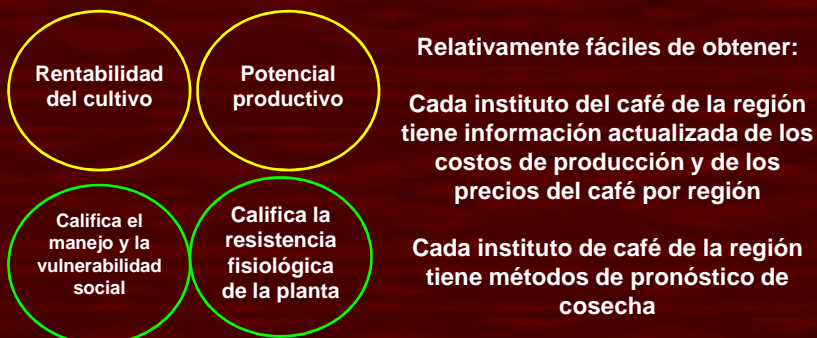 Rentabilidad
del cultivo
Potencial
productivo
Califica el
manejo y la
vulnerabilidad
social
Califica la
resistencia
fisiológica
de la planta
Relativamente fáciles de obtener:
Cada instituto del café de la región
tiene información actualizada de los
costos de producción y de los
precios del café por región
Cada instituto de café de la región
tiene métodos de pronóstico de
cosecha